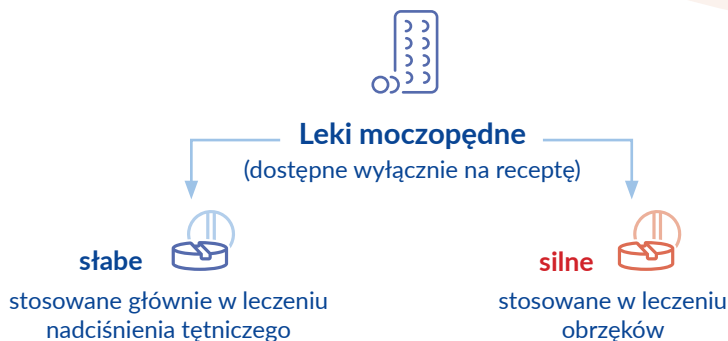 Leki moczopędne
(dostępne wyłącznie na receptę)
słabe
stosowane głównie w leczeniu
nadciśnienia tętniczego
silne
stosowane w leczeniu
obrzęków